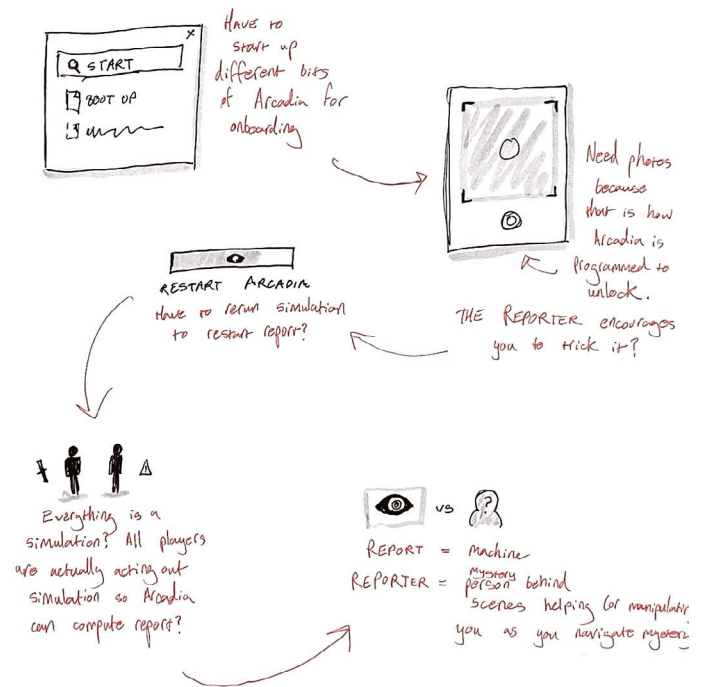 x
START
BOOT UP
HAVE TO
start up
different bits
of Arcadia for
onboarding
Need photos
because
that is how
Arcadia is
programmed to
unlock.
THE REPORTER encourages
you to trick it?
RESTART ARCADIA
Have to rerun simulation
to restart report?
Everything is a
simulation? All players
are actually acting out
simulation so Arcadia
can compute report?
vs
?
REPORT = machine
mystery
REPORTER = person behind
scenes helping (or manipulating
you as you navigate mystery